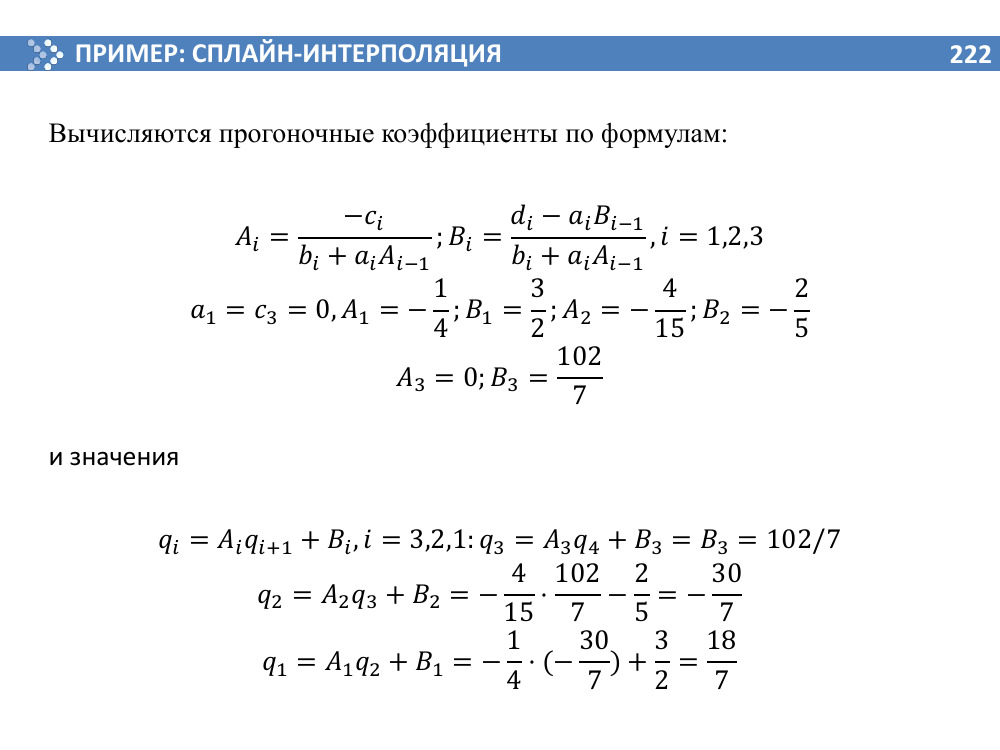 ПРИМЕР: СПЛАЙН-ИНТЕРПОЛЯЦИЯ 222
Вычисляются прогоночные коэффициенты по формулам:
A_i = \frac{-c_i}{b_i + a_i A_{i-1}}; B_i = \frac{d_i - a_i B_{i-1}}{b_i + a_i A_{i-1}}, i = 1,2,3
a_1 = c_3 = 0, A_1 = -\frac{1}{4}; B_1 = \frac{3}{2}; A_2 = -\frac{4}{15}; B_2 = -\frac{2}{5}
A_3 = 0; B_3 = \frac{102}{7}
и значения
q_i = A_i q_{i+1} + B_i, i = 3,2,1: q_3 = A_3 q_4 + B_3 = B_3 = 102/7
q_2 = A_2 q_3 + B_2 = -\frac{4}{15} \cdot \frac{102}{7} - \frac{2}{5} = -\frac{30}{7}
q_1 = A_1 q_2 + B_1 = -\frac{1}{4} \cdot (-\frac{30}{7}) + \frac{3}{2} = \frac{18}{7}